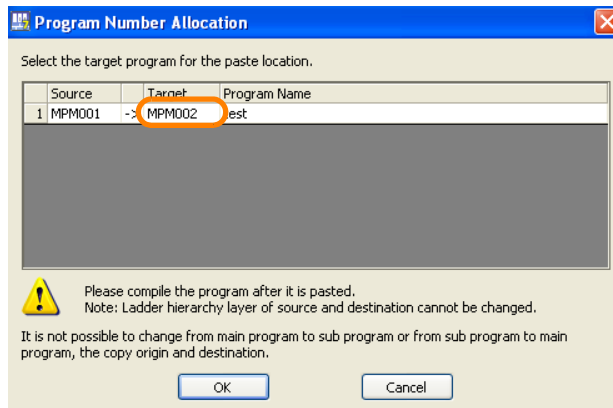 Program Number Allocation
Select the target program for the paste location.
Source Target Program Name
1 MPM001 -> MPM002 test
Please compile the program after it is pasted.
Note: Ladder hierarchy layer of source and destination cannot be changed.
It is not possible to change from main program to sub program or from sub program to main
program, the copy origin and destination.
OK Cancel